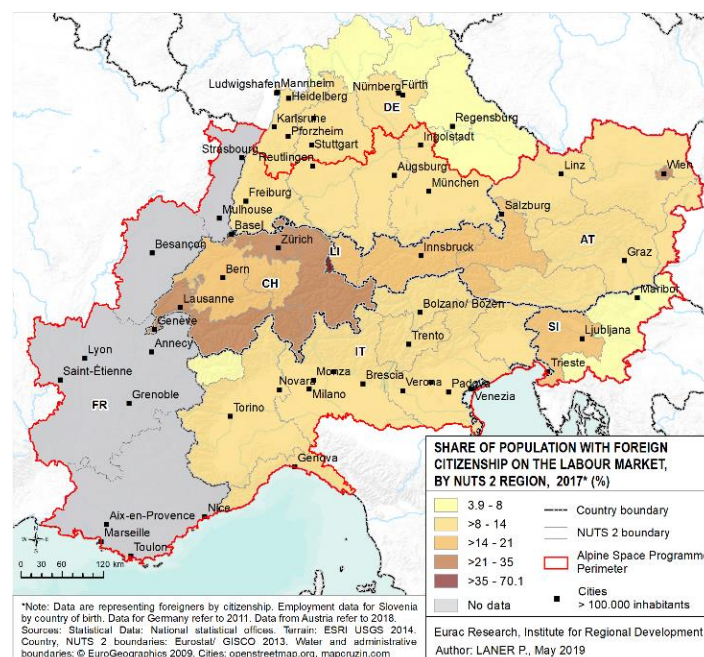 Ludwigshafen Mannheim
Heidelberg
Nürnberg Fürth
DE
Karlsruhe
Pforzheim
Regensburg
Stuttgart
Ingolstadt
Strasbourg
Reutlingen
Augsburg
Linz
Wien
München
Freiburg
Salzburg
Mulhouse
Basel
Besançon
Zürich
LI
Innsbruck
AT
Graz
Bern
CH
Maribor
Lausanne
Bolzano/ Bozen
SI
Genève
Ljubljana
Trento
Annecy
IT
Lyon
Trieste
Saint-Étienne
Monza
Novara
Brescia
Verona
Padova
Milano
Venezia
Grenoble
FR
Torino
Genova
Aix-en-Provence
Nice
Marseille
Toulon
N
0 30 60 120 km
SHARE OF POPULATION WITH FOREIGN
CITIZENSHIP ON THE LABOUR MARKET,
BY NUTS 2 REGION, 2017* (%)
3.9 - 8
>8 - 14
>14 - 21
>21 - 35
>35 - 70.1
No data
Country boundary
NUTS 2 boundary
Alpine Space Programme
Perimeter
Cities
> 100.000 inhabitants
*Note: Data are representing foreigners by citizenship. Employment data for Slovenia
by country of birth. Data for Germany refer to 2011. Data from Austria refer to 2018.
Sources: Statistical Data: National statistical offices. Terrain: ESRI USGS 2014.
Country, NUTS 2 boundaries: Eurostat/ GISCO 2013. Water and administrative
boundaries: © EuroGeographics 2009. Cities: openstreetmap.org, mapcruzin.com
Eurac Research, Institute for Regional Development
Author: LANER P., May 2019